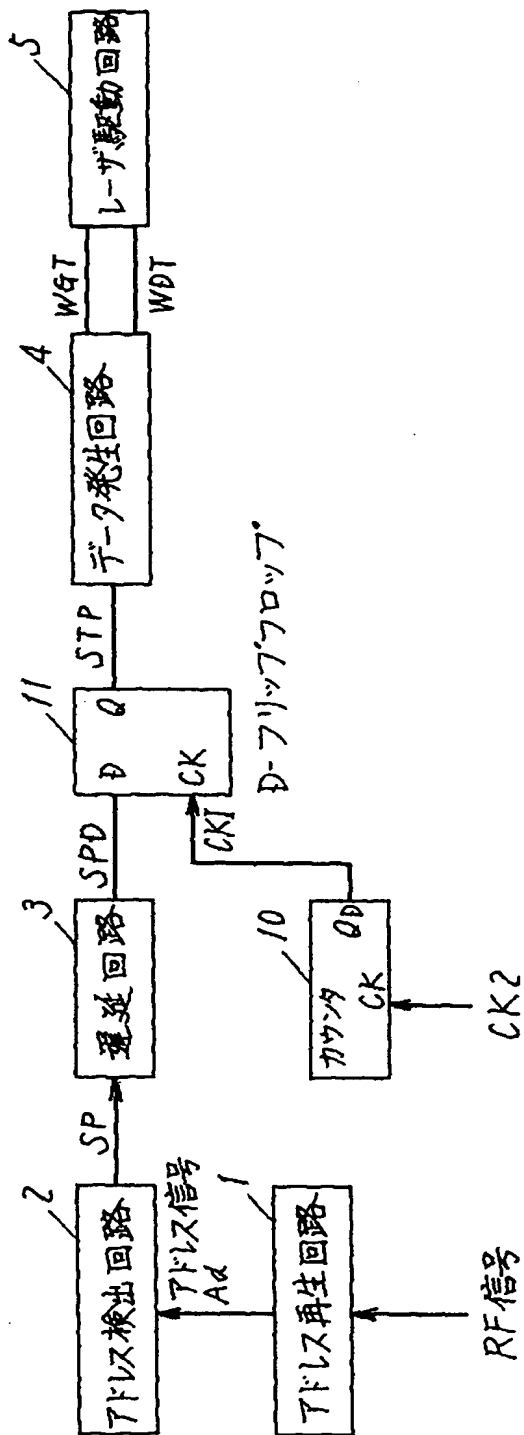 2
アドレス検出回路
SP
3
遅延回路
SPD
11
D
Q
CK
STP
4
データ発生回路
WGT
WDT
5
レーザ駆動回路
アドレス信号
Ad
1
アドレス再生回路
RF信号
10
カウンタ
QD
CK
CK2
CK1
D-フリップフロップ